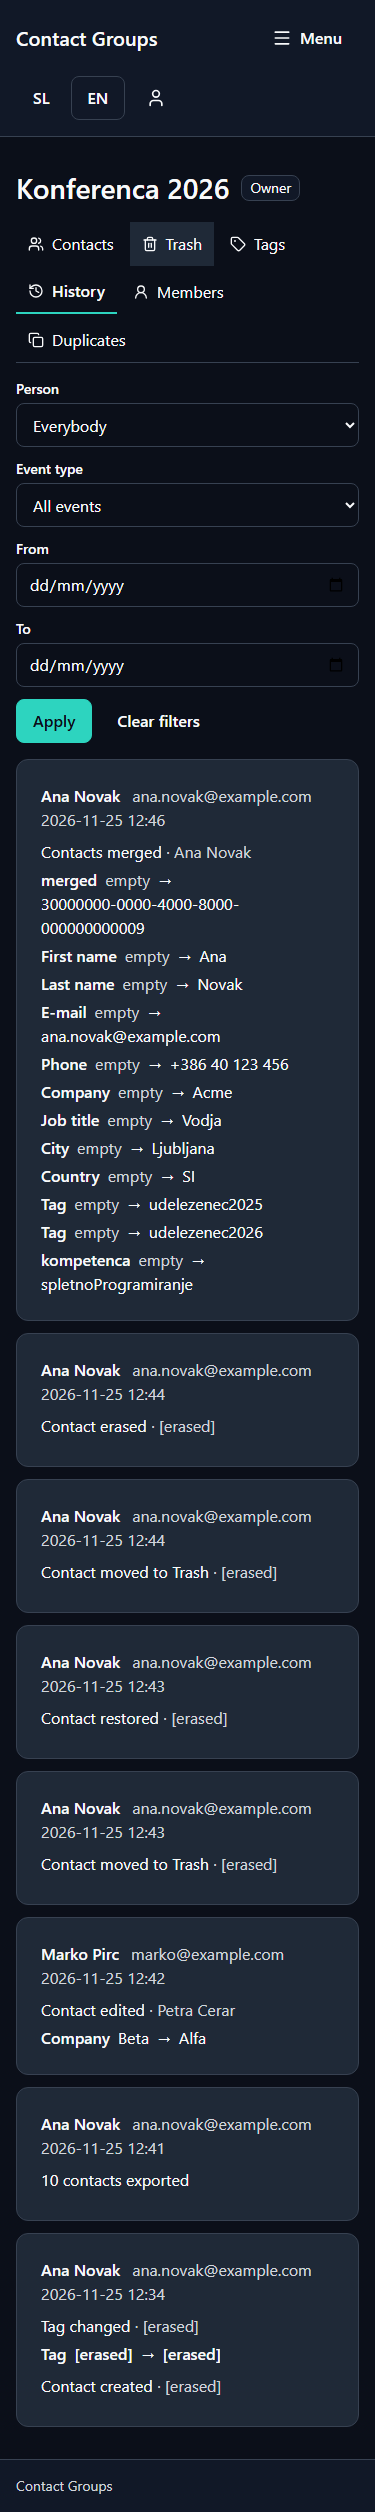 Contact Groups
Menu
SL
EN
Konferenca 2026
Owner
Contacts
Trash
Tags
History
Members
Duplicates
Person
Everybody
Event type
All events
From
dd/mm/yyyy
To
dd/mm/yyyy
Apply
Clear filters
Ana Novak ana.novak@example.com
2026-11-25 12:46
Contacts merged · Ana Novak
merged empty →
30000000-0000-4000-8000-
000000000009
First name empty → Ana
Last name empty → Novak
E-mail empty →
ana.novak@example.com
Phone empty → +386 40 123 456
Company empty → Acme
Job title empty → Vodja
City empty → Ljubljana
Country empty → SI
Tag empty → udelezenec2025
Tag empty → udelezenec2026
kompetenca empty →
spletnoProgramiranje
Ana Novak ana.novak@example.com
2026-11-25 12:44
Contact erased · [erased]
Ana Novak ana.novak@example.com
2026-11-25 12:44
Contact moved to Trash · [erased]
Ana Novak ana.novak@example.com
2026-11-25 12:43
Contact restored · [erased]
Ana Novak ana.novak@example.com
2026-11-25 12:43
Contact moved to Trash · [erased]
Marko Pirc marko@example.com
2026-11-25 12:42
Contact edited · Petra Cerar
Company Beta → Alfa
Ana Novak ana.novak@example.com
2026-11-25 12:41
10 contacts exported
Ana Novak ana.novak@example.com
2026-11-25 12:34
Tag changed · [erased]
Tag [erased] → [erased]
Contact created · [erased]
Contact Groups